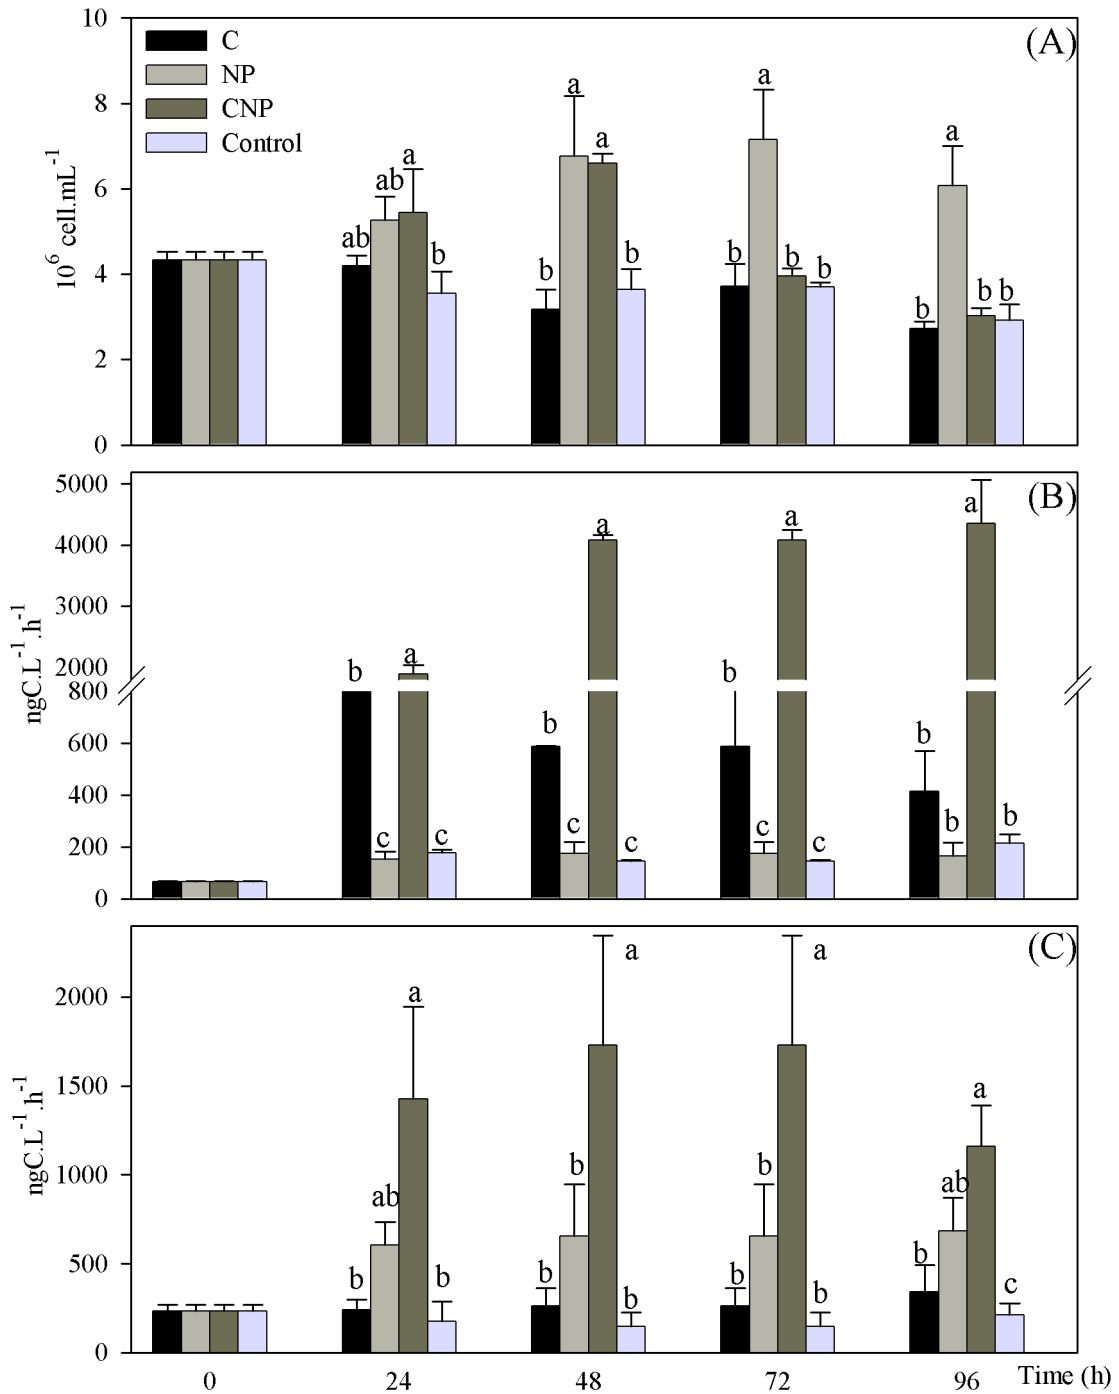 10
(A)
C
NP
CNP
Control
8
6
4
2
0
10⁶ cell.mL⁻¹
ab ab a b
b a a b
b a b b
b a b b
(B)
5000
4000
3000
2000
800
600
400
200
0
ngC.L⁻¹.h⁻¹
b c a c
b c a c
b c a c
b b a b
(C)
2000
1500
1000
500
0
ngC.L⁻¹.h⁻¹
b ab a b
b b a b
b b a b
b ab a c
0 24 48 72 96 Time (h)